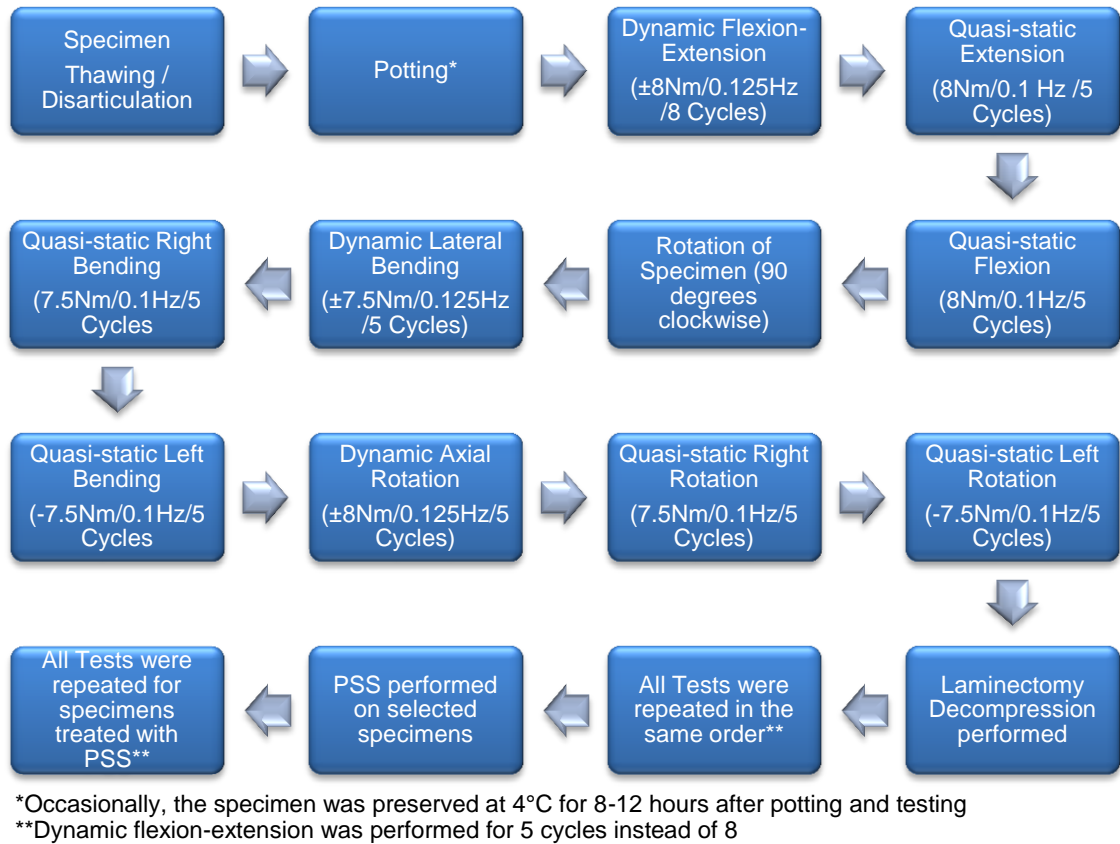 Specimen
Thawing /
Disarticulation
Potting*
Dynamic Flexion-
Extension
(±8Nm/0.125Hz
/8 Cycles)
Quasi-static
Extension
(8Nm/0.1 Hz /5
Cycles)
Quasi-static
Flexion
(8Nm/0.1Hz/5
Cycles)
Rotation of
Specimen (90
degrees
clockwise)
Dynamic Lateral
Bending
(±7.5Nm/0.125Hz
/5 Cycles)
Quasi-static Right
Bending
(7.5Nm/0.1Hz/5
Cycles
Quasi-static Left
Bending
(-7.5Nm/0.1Hz/5
Cycles
Dynamic Axial
Rotation
(±8Nm/0.125Hz/5
Cycles)
Quasi-static Right
Rotation
(7.5Nm/0.1Hz/5
Cycles)
Quasi-static Left
Rotation
(-7.5Nm/0.1Hz/5
Cycles)
Laminectomy
Decompression
performed
All Tests were
repeated in the
same order**
PSS performed
on selected
specimens
All Tests were
repeated for
specimens
treated with
PSS**
*Occasionally, the specimen was preserved at 4°C for 8-12 hours after potting and testing
**Dynamic flexion-extension was performed for 5 cycles instead of 8